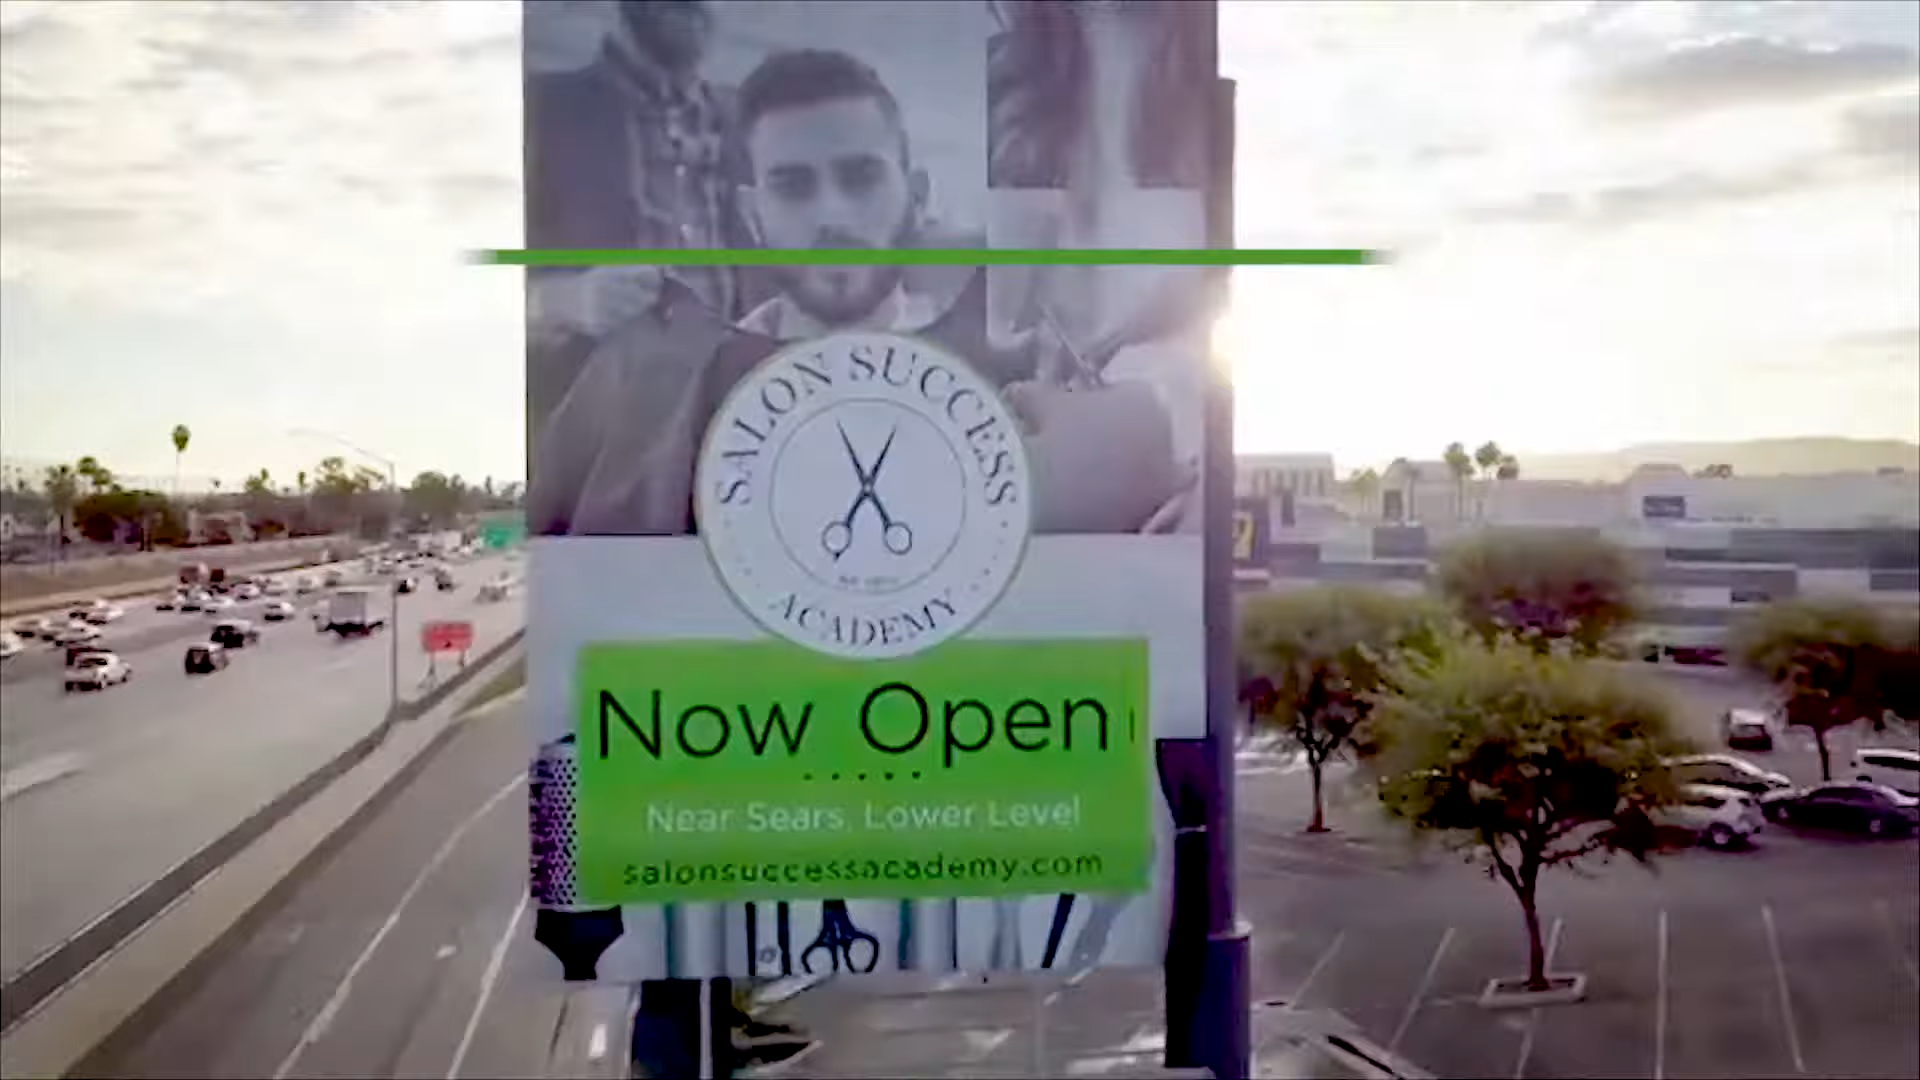 SALON SUCCESS
ACADEMY
Now Open
Near Sears, Lower Level
salonsuccessacademy.com